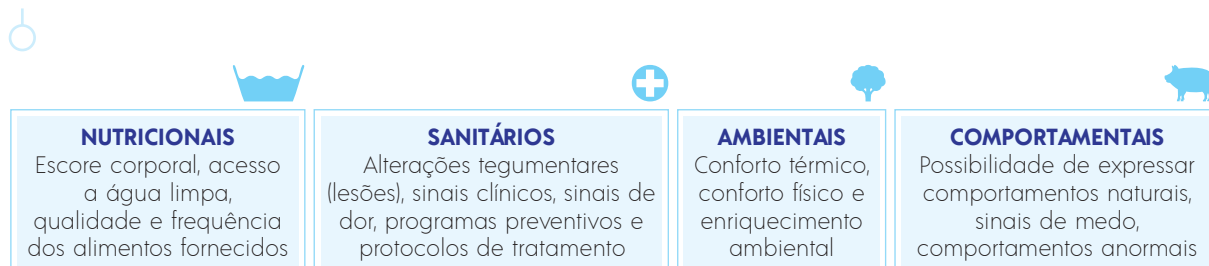 NUTRICIONAIS
Escore corporal, acesso
a água limpa,
qualidade e frequência
dos alimentos fornecidos
SANITÁRIOS
Alterações tegumentares
(lesões), sinais clínicos, sinais de
dor, programas preventivos e
protocolos de tratamento
AMBIENTAIS
Conforto térmico,
conforto físico e
enriquecimento
ambiental
COMPORTAMENTAIS
Possibilidade de expressar
comportamentos naturais,
sinais de medo,
comportamentos anormais